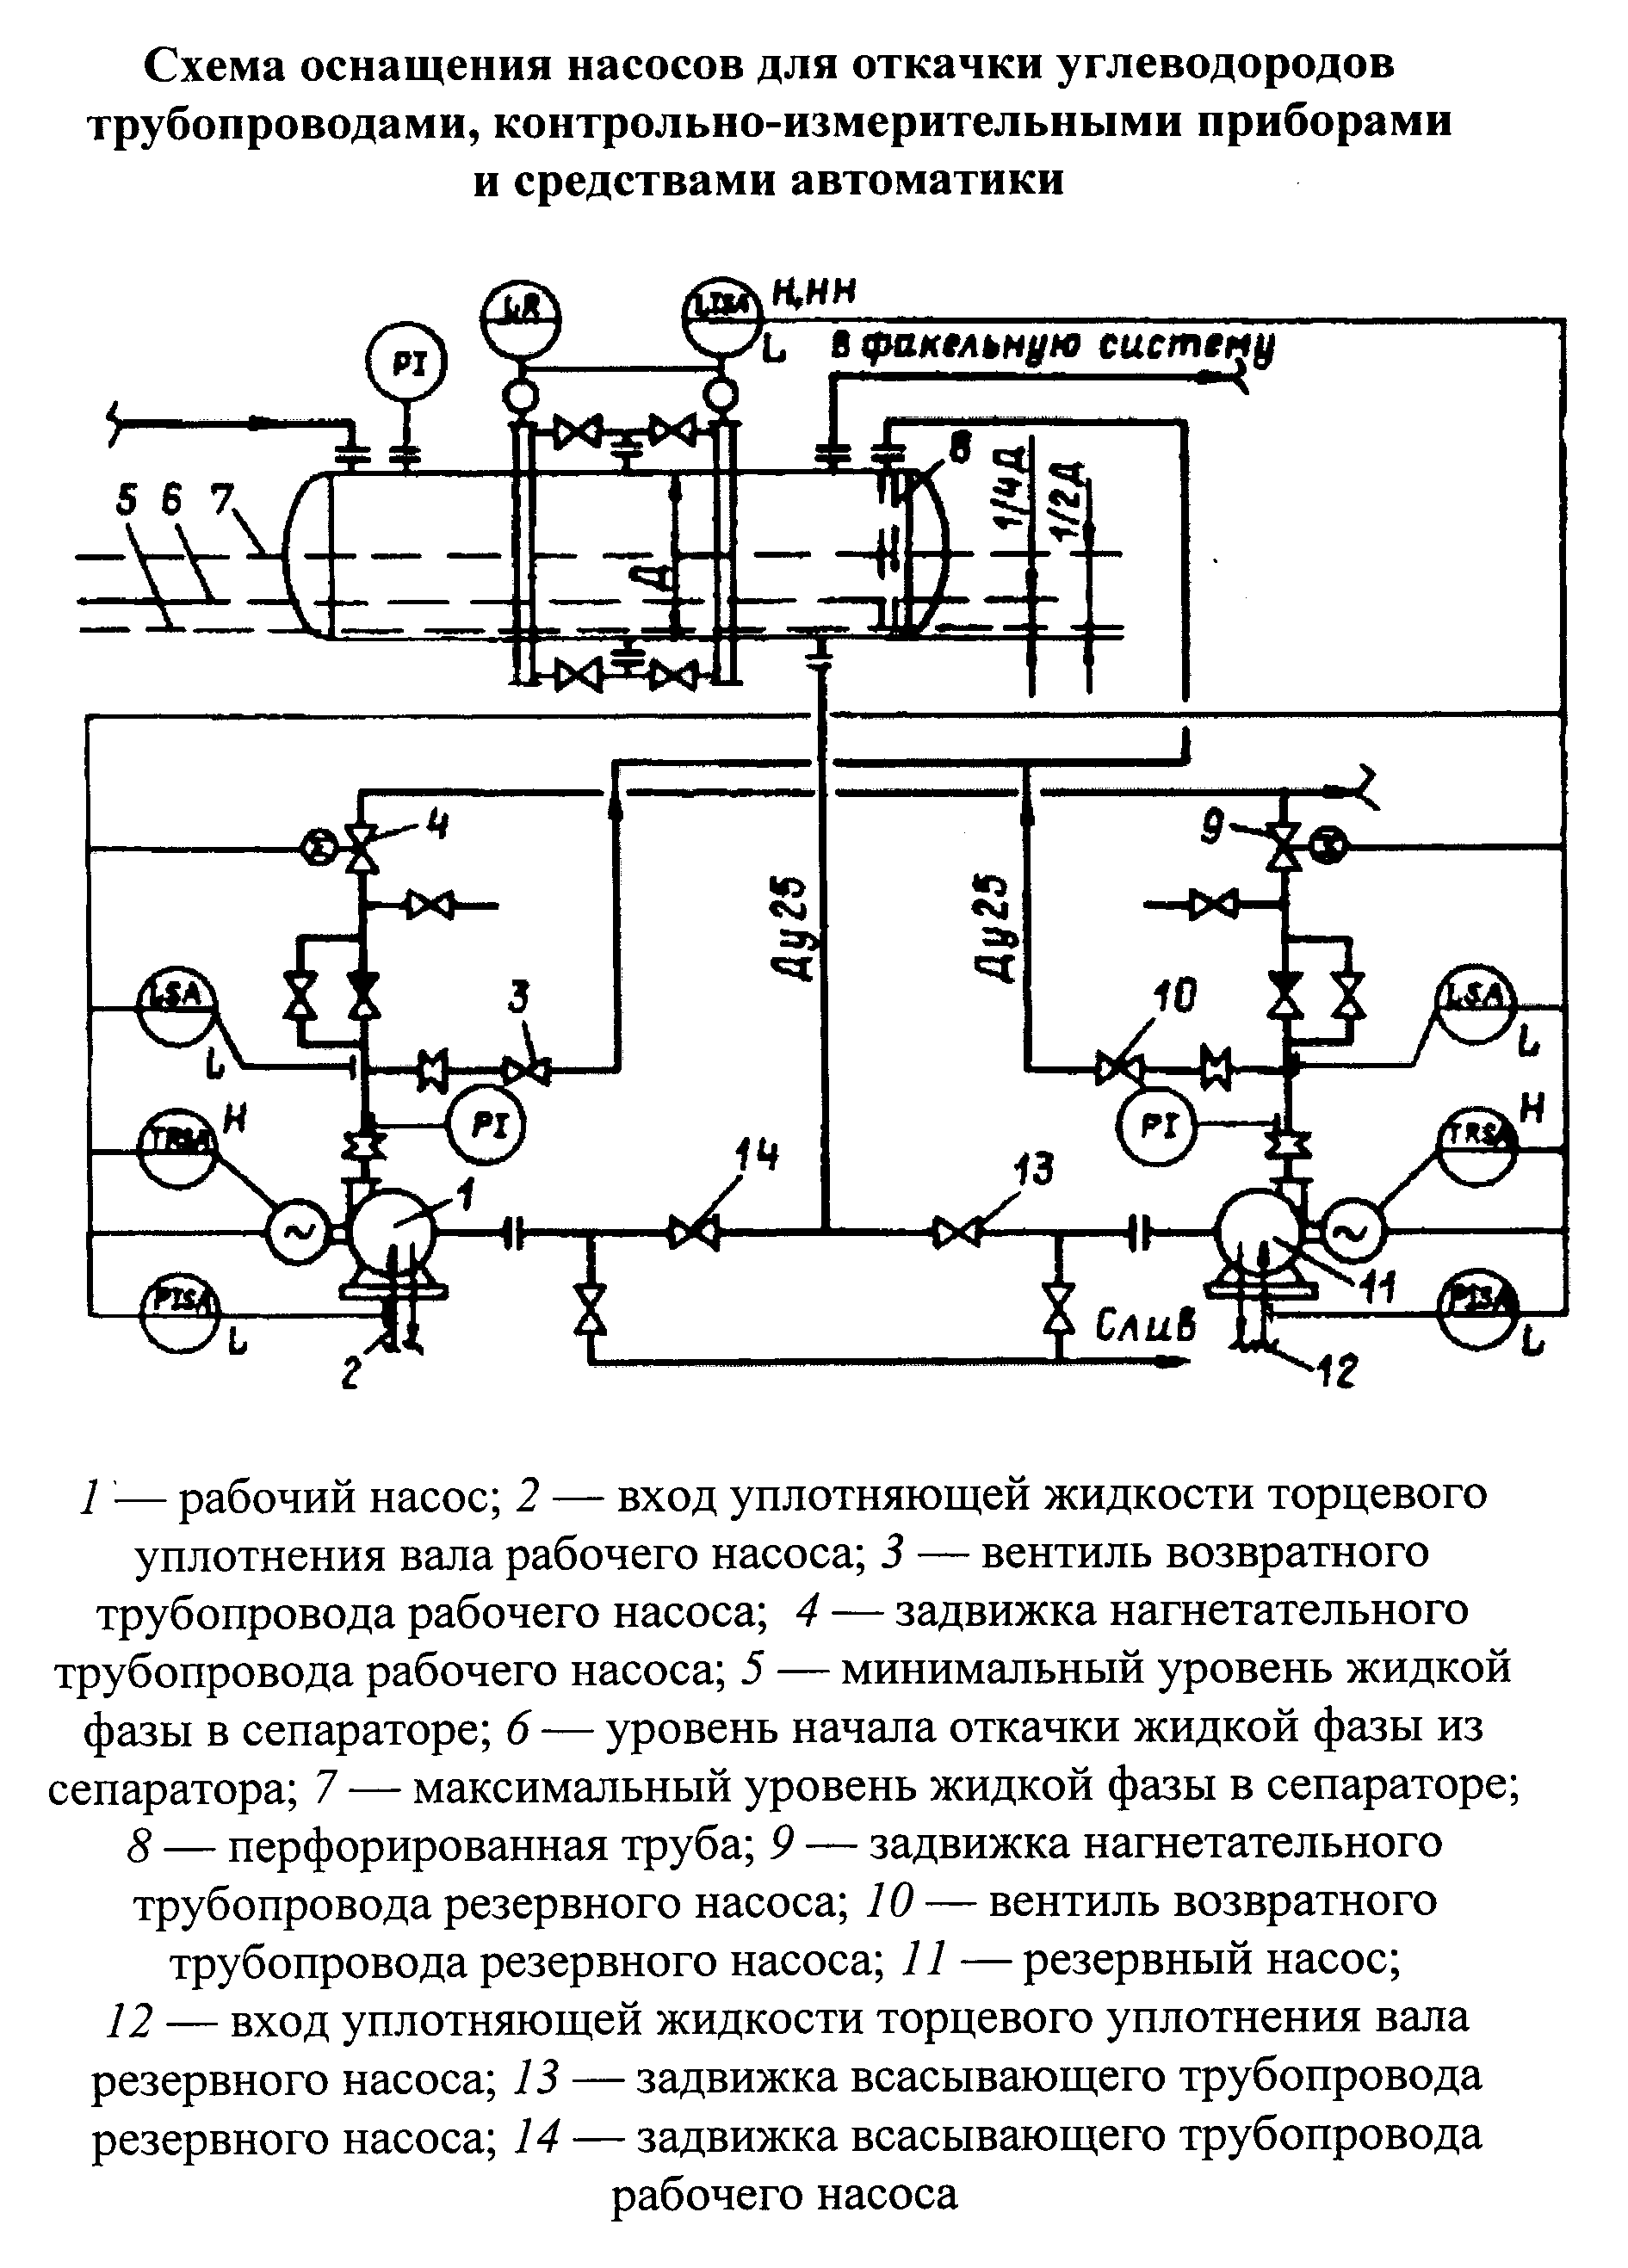 Схема оснащения насосов для откачки углеводородов
трубопроводами, контрольно-измерительными приборами
и средствами автоматики
LR
LISA
Н,НН
L
PI
в факельную систему
5 6 7
8
1/4Д
1/2Д
Д
4
9
Ду25
Ду25
LSA
L
3
10
LSA
L
TRSA
Н
PI
PI
TRSA
Н
14
13
1
11
PISA
L
2
Слив
12
PISA
L
1 — рабочий насос; 2 — вход уплотняющей жидкости торцевого
уплотнения вала рабочего насоса; 3 — вентиль возвратного
трубопровода рабочего насоса; 4 — задвижка нагнетательного
трубопровода рабочего насоса; 5 — минимальный уровень жидкой
фазы в сепараторе; 6 — уровень начала откачки жидкой фазы из
сепаратора; 7 — максимальный уровень жидкой фазы в сепараторе;
8 — перфорированная труба; 9 — задвижка нагнетательного
трубопровода резервного насоса; 10 — вентиль возвратного
трубопровода резервного насоса; 11 — резервный насос;
12 — вход уплотняющей жидкости торцевого уплотнения вала
резервного насоса; 13 — задвижка всасывающего трубопровода
резервного насоса; 14 — задвижка всасывающего трубопровода
рабочего насоса